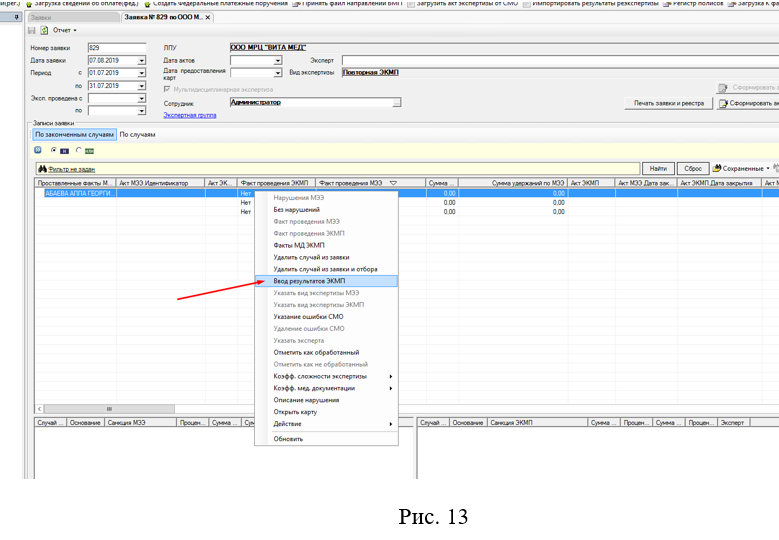 Загрузка сведений об оплате(фед.) Создать Федеральные платежные поручения Принять файл направлений ВМП Загрузить акт экспертизы от СМО Импортировать результаты реэкспертизы Регистр полисов
Заявки Заявка № 829 по ООО М... ×
Отчет
Номер заявки 829 ЛПУ ООО МРЦ "ВИТА МЕД"
Дата заявки 07.08.2019 Дата актов Эксперт
Период с 01.07.2019 Дата предоставления карт Вид экспертизы Повторная ЭКМП
по 31.07.2019 Мультидисциплинарная экспертиза Сформировать
Эксп. проведена с Сотрудник Администратор ... Печать заявки и реестра Сформировать ак
по Экспертная группа
Записи заявки
По законченным случаям По случаям
Фильтр не задан Найти Сброс Сохраненные
Проставленные факты М... Акт МЭЭ Идентификатор Акт ЭК... Факт проведения ЭКМП Факт проведения МЭЭ Сумма ... Сумма удержаний по МЭЭ Акт ЭКМП Акт МЭЭ Дата зак... Акт ЭКМП Дата закрытия Акт М
АБАЕВА АППА ГЕОРГИ... Нет 0,00 0,00
Нет 0,00 0,00
Нет 0,00 0,00
Нарушения МЭЭ
Без нарушений
Факт проведения МЭЭ
Факт проведения ЭКМП
Факты МД ЭКМП
Удалить случай из заявки
Удалить случай из заявки и отбора
Ввод результатов ЭКМП
Указать вид экспертизы МЭЭ
Указать вид экспертизы ЭКМП
Указание ошибки СМО
Удаление ошибки СМО
Указать эксперта
Отметить как обработанный
Отметить как не обработанный
Коэфф. сложности экспертизы
Коэфф. мед. документации
Описание нарушения
Открыть карту
Действие
Обновить
Случай ... Основание Санкция МЭЭ Процен... Сумма ... Сум Случай ... Основание Санкция ЭКМП Сумма ... Процен... Сумма ... Процен... Эксперт
Рис. 13